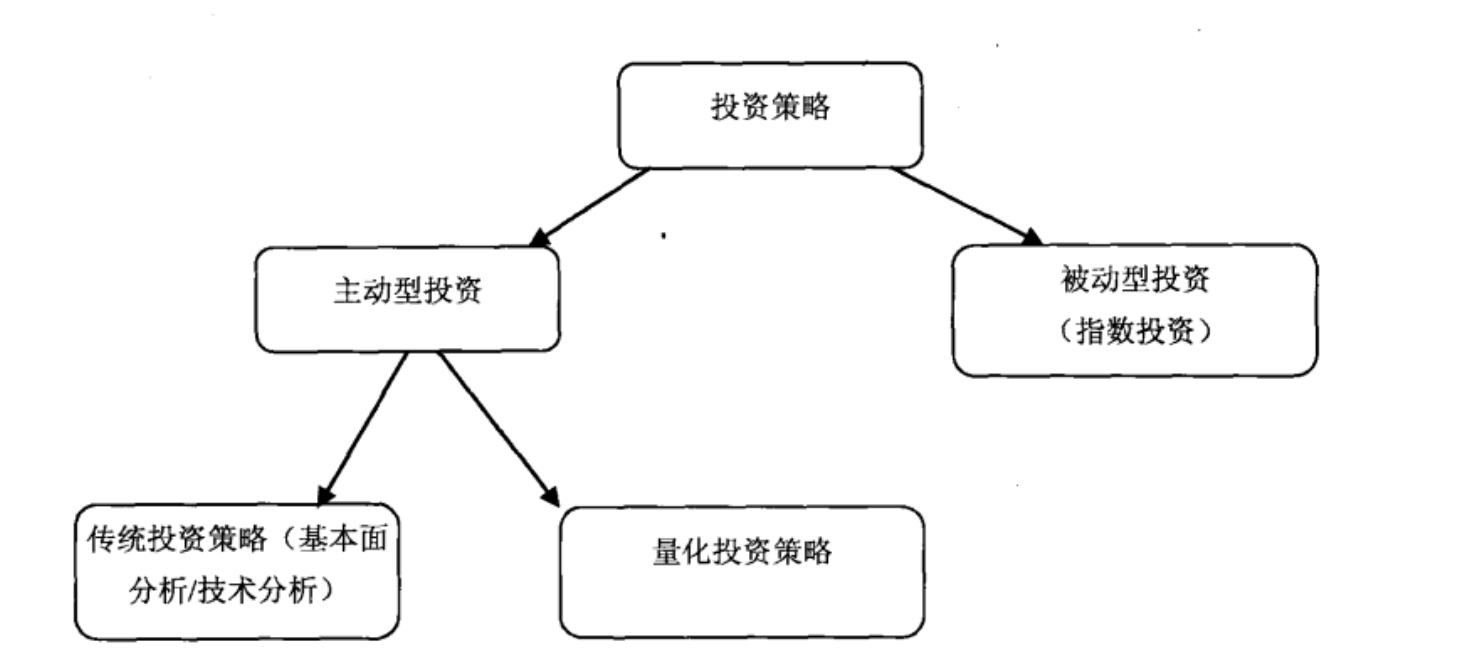 投资策略
主动型投资
被动型投资
（指数投资）
传统投资策略（基本面
分析/技术分析）
量化投资策略